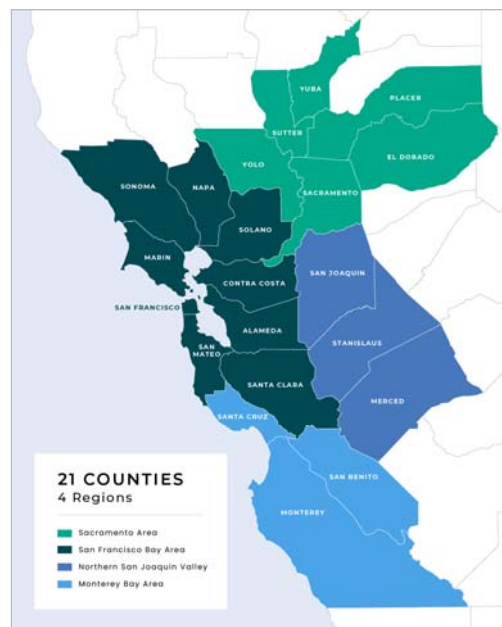 YUBA
PLACER
SUTTER
EL DORADO
YOLO
SACRAMENTO
SONOMA
NAPA
SOLANO
MARIN
SAN JOAQUIN
CONTRA COSTA
SAN FRANCISCO
ALAMEDA
STANISLAUS
SAN
MATEO
SANTA CLARA
MERCED
SANTA CRUZ
SAN BENITO
MONTEREY
21 COUNTIES
4 Regions
Sacramento Area
San Francisco Bay Area
Northern San Joaquin Valley
Monterey Bay Area